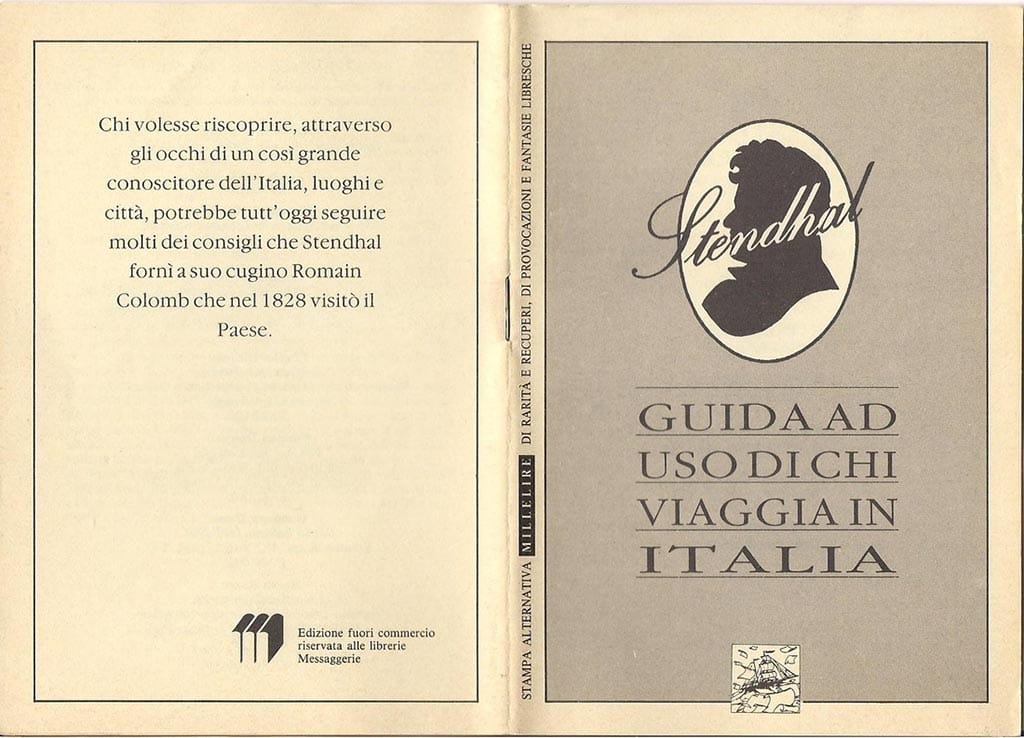 Chi volesse riscoprire, attraverso
gli occhi di un così grande
conoscitore dell'Italia, luoghi e
città, potrebbe tutt'oggi seguire
molti dei consigli che Stendhal
fornì a suo cugino Romain
Colomb che nel 1828 visitò il
Paese.
Edizione fuori commercio
riservata alle librerie
Messaggerie
STAMPA ALTERNATIVA MILLELIRE DI RARITÀ E RECUPERI, DI PROVOCAZIONI E FANTASIE LIBRESCHE
Stendhal
GUIDA AD
USO DI CHI
VIAGGIA IN
ITALIA